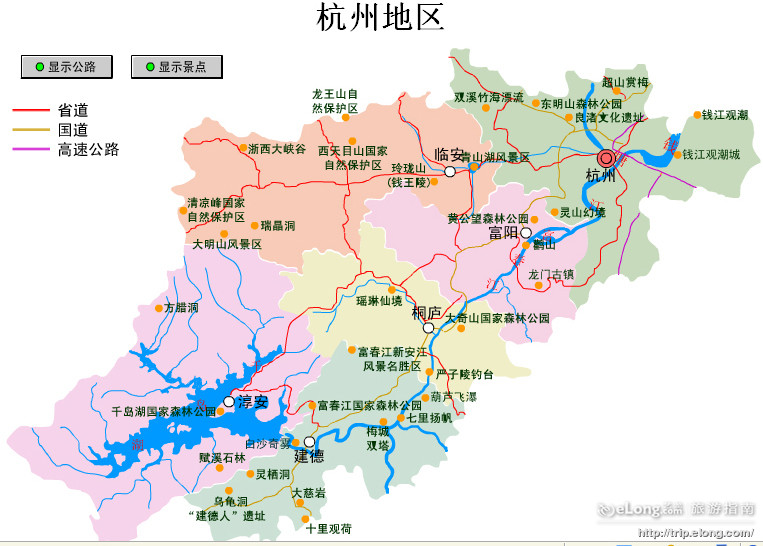 杭州地区
显示公路
显示景点
省道
国道
高速公路
超山赏梅
龙王山自
然保护区
双溪竹海漂流
东明山森林公园
良渚文化遗址
钱江观潮
浙西大峡谷
西天目山国家
自然保护区
临安
青山湖风景区
钱江观潮城
玲珑山
(钱王陵)
杭州
清凉峰国家
自然保护区
瑞晶洞
大明山风景区
黄公望森林公园
灵山幻境
富阳
鹳山
龙门古镇
方腊洞
瑶琳仙境
桐庐
大奇山国家森林公园
富春江新安江
风景名胜区
严子陵钓台
葫芦飞瀑
淳安
千岛湖国家森林公园
富春江国家森林公园
七里扬帆
梅城
双塔
湖
白沙奇雾
建德
赋溪石林
灵栖洞
乌龟洞
“建德人”遗址
大慈岩
十里观荷
eLong 旅游指南
http://trip.elong.com/